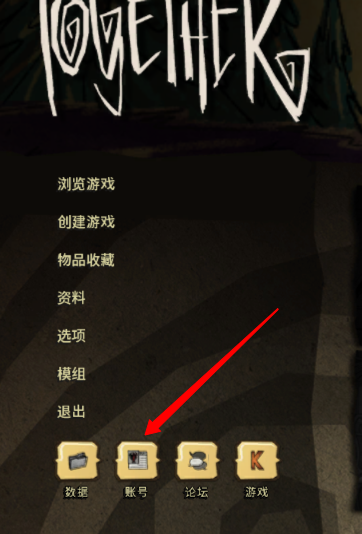 TOGETHER
浏览游戏
创建游戏
物品收藏
资料
选项
模组
退出
数据 账号 论坛 游戏